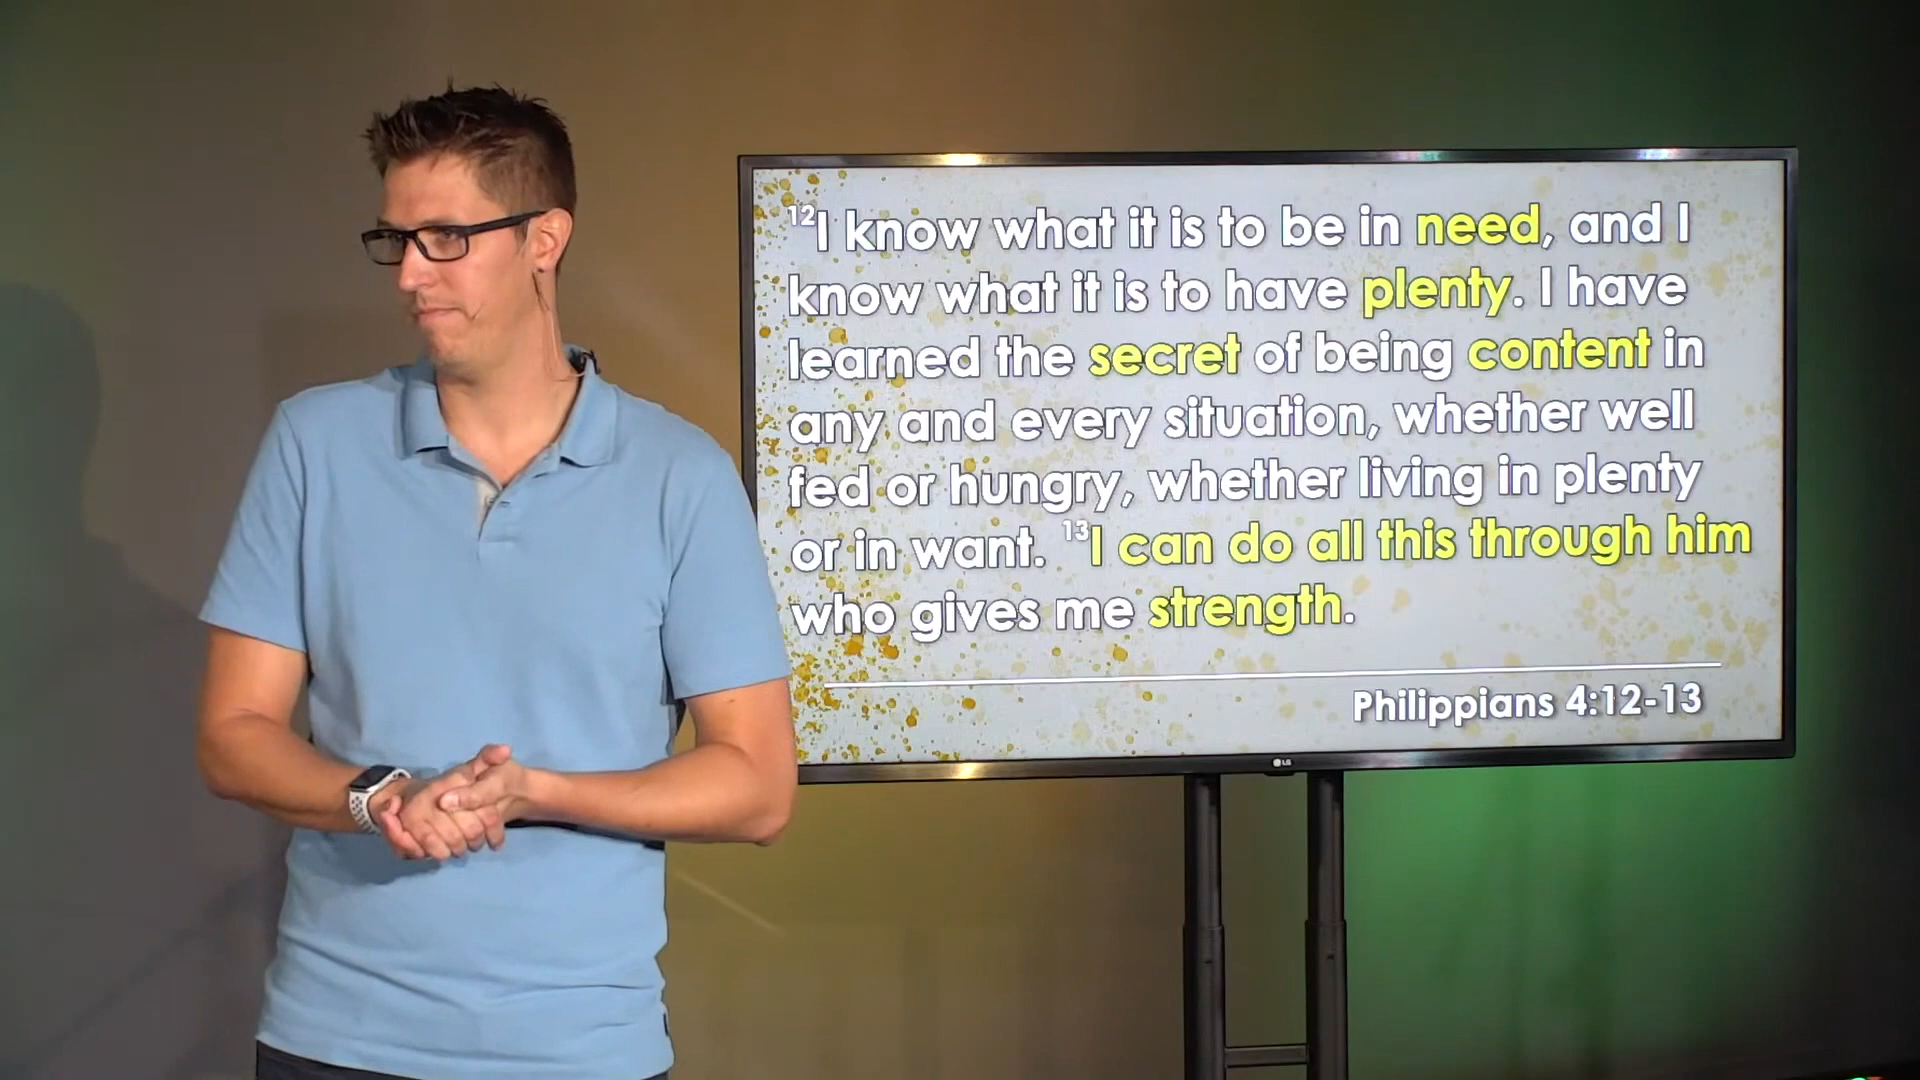 ¹²I know what it is to be in need, and I
know what it is to have plenty. I have
learned the secret of being content in
any and every situation, whether well
fed or hungry, whether living in plenty
or in want. ¹³I can do all this through him
who gives me strength.
Philippians 4:12-13
LG